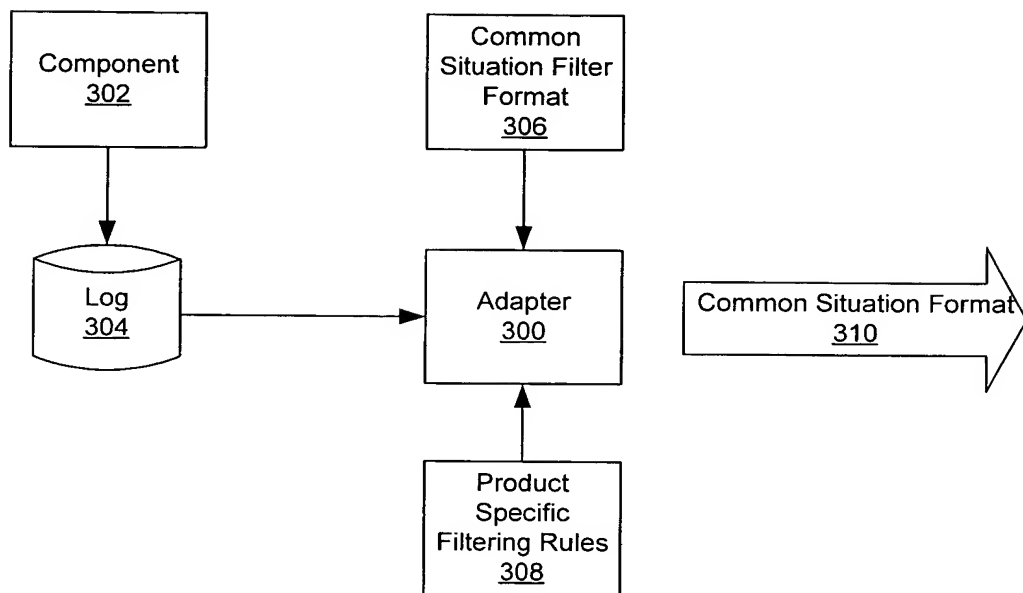 Component
302
Common
Situation Filter
Format
306
Log
304
Adapter
300
Common Situation Format
310
Product
Specific
Filtering Rules
308